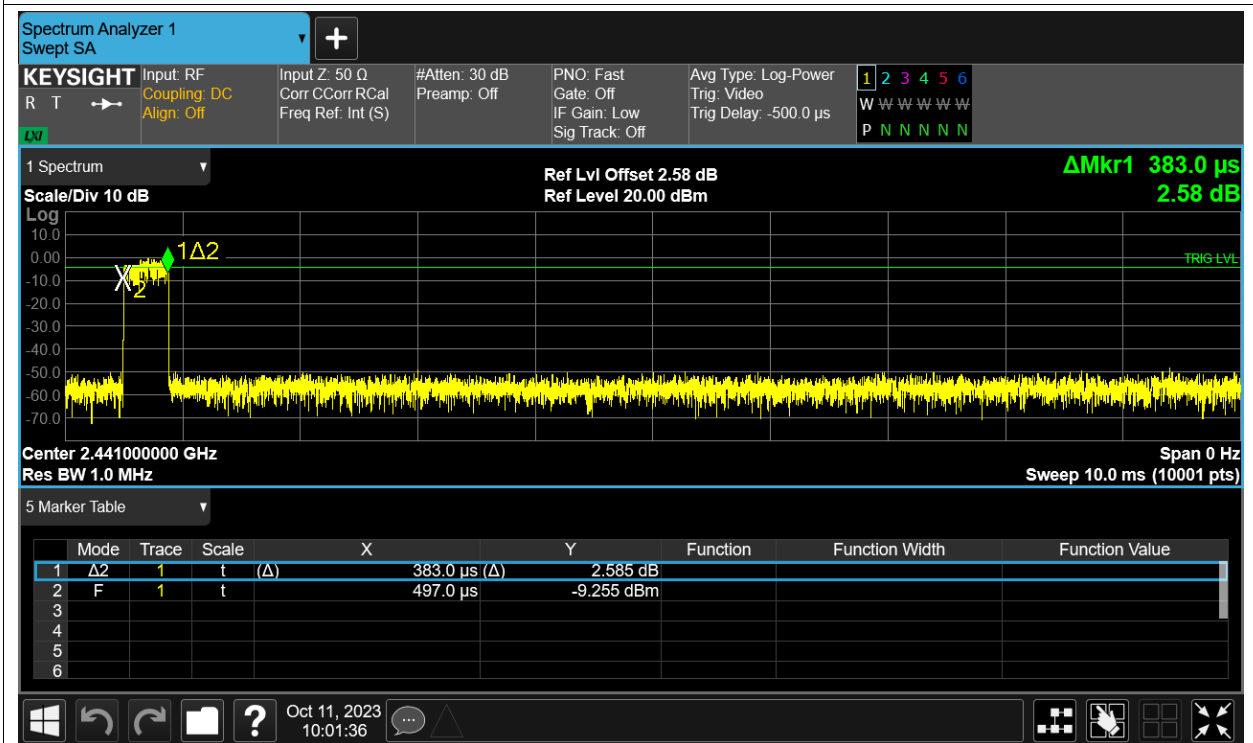 Spectrum Analyzer 1
Swept SA
KEYSIGHT
R T
LXI
Input: RF
Coupling: DC
Align: Off
Input Z: 50 Ω
Corr CCorr RCal
Freq Ref: Int (S)
#Atten: 30 dB
Preamp: Off
PNO: Fast
Gate: Off
IF Gain: Low
Sig Track: Off
Avg Type: Log-Power
Trig: Video
Trig Delay: -500.0 µs
1 2 3 4 5 6
W W W W W W
P N N N N N
1 Spectrum
Scale/Div 10 dB
Ref Lvl Offset 2.58 dB
Ref Level 20.00 dBm
ΔMkr1 383.0 µs
2.58 dB
Log
10.0
0.00
-10.0
-20.0
-30.0
-40.0
-50.0
-60.0
-70.0
1Δ2
X
2
TRIG LVL
Center 2.441000000 GHz
Res BW 1.0 MHz
Span 0 Hz
Sweep 10.0 ms (10001 pts)
5 Marker Table
Mode Trace Scale X Y Function Function Width Function Value
1 Δ2 1 t (Δ) 383.0 µs (Δ) 2.585 dB
2 F 1 t 497.0 µs -9.255 dBm
3
4
5
6
?
Oct 11, 2023
10:01:36